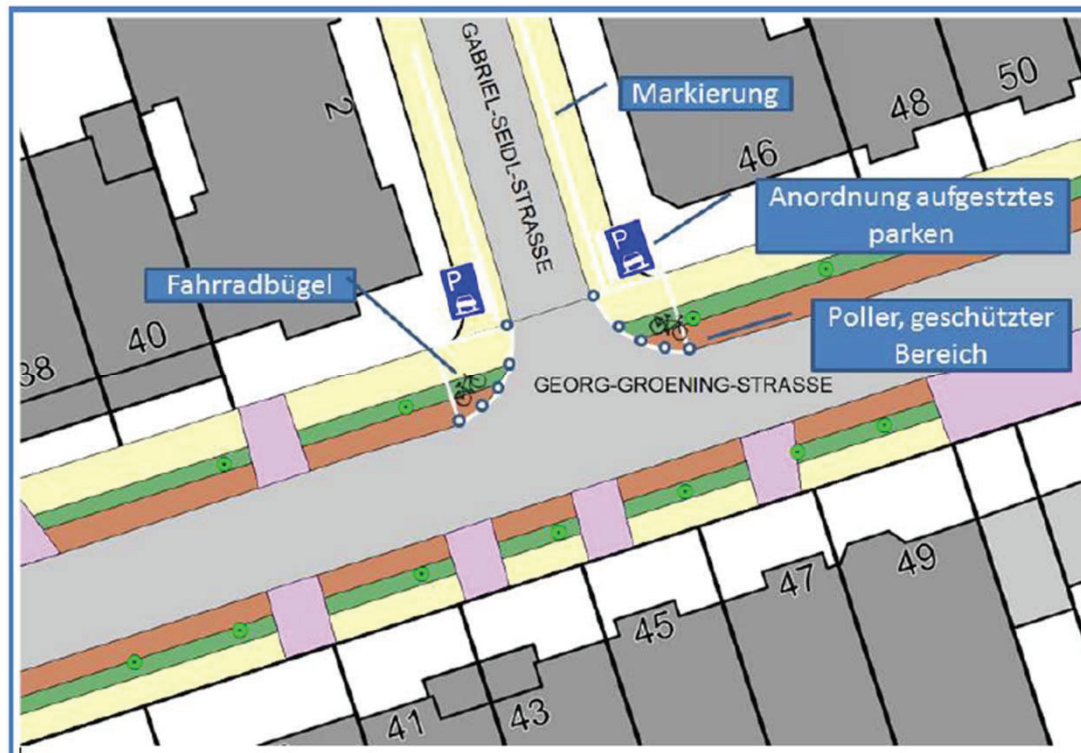 GABRIEL-SEIDL-STRASSE
Markierung
50
48
46
2
Anordnung aufgestztes
parken
P
P
Fahrradbügel
Poller, geschützter
Bereich
40
38
GEORG-GROENING-STRASSE
49
47
45
43
41